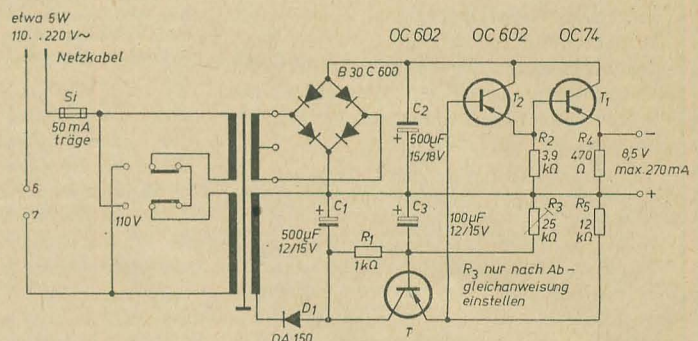 etwa 5W
110. .220 V~
Netzkabel
Si
50 mA
träge
6
7
110 V
B 30 C 600
OC 602
OC 602
OC 74
C2
500µF
15/18V
T2
T1
R2
3,9
kΩ
R4
470
Ω
−
8,5 V
max. 270 mA
+
C1
500µF
12/15V
C3
100µF
12/15V
R1
1kΩ
R3
25
kΩ
R5
12
kΩ
R3 nur nach Ab-
gleichanweisung
einstellen
D1
OA 150
T